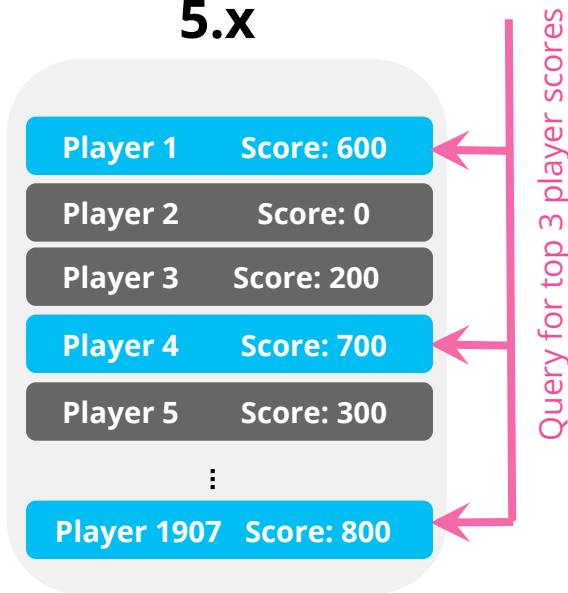 5.x
Player 1 Score: 600
Player 2 Score: 0
Player 3 Score: 200
Player 4 Score: 700
Player 5 Score: 300
...
Player 1907 Score: 800
Query for top 3 player scores